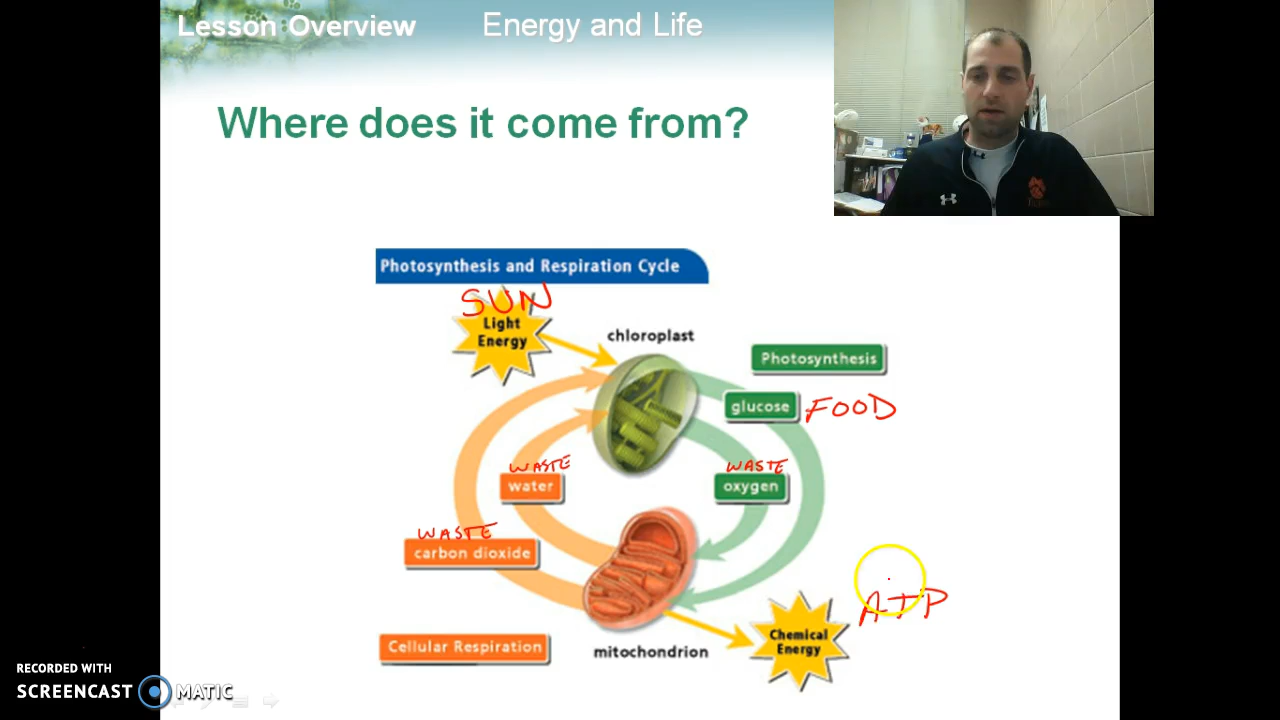 Lesson Overview Energy and Life
Where does it come from?
Photosynthesis and Respiration Cycle
SUN
Light
Energy
chloroplast
Photosynthesis
glucose FOOD
WASTE
water
WASTE
oxygen
WASTE
carbon dioxide
ATP
Chemical
Energy
Cellular Respiration
mitochondrion
RECORDED WITH
SCREENCAST MATIC